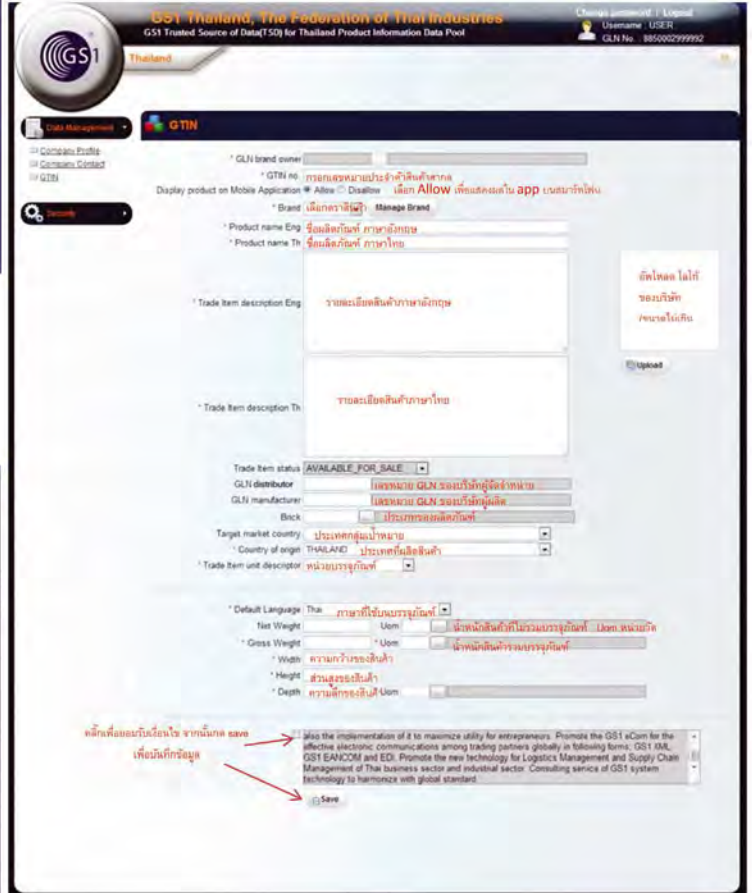 GS1 Thailand, The Federation of Thai Industries
GS1 Trusted Source of Data(TSD) for Thailand Product Information Data Pool
Change password | Logout
Username : USER
GLN No. : 8850002999992
GS1
Thailand
Data Management
Company Profile
Company Contact
GTIN
Security
GTIN
* GLN brand owner
* GTIN no. กรอกเลขหมายประจำตัวสินค้าสากล
Display product on Mobile Application Allow Disallow เลือก Allow เพื่อแสดงผลใน app บนสมาร์ทโฟน
* Brand เลือกตราสินค้า Manage Brand
* Product name Eng ชื่อผลิตภัณฑ์ ภาษาอังกฤษ
* Product name Th ชื่อผลิตภัณฑ์ ภาษาไทย
* Trade Item description Eng รายละเอียดสินค้าภาษาอังกฤษ
อัพโหลด โลโก้
ของบริษัท
/ขนาดไม่เกิน
Upload
* Trade Item description Th รายละเอียดสินค้าภาษาไทย
Trade Item status AVAILABLE_FOR_SALE
GLN distributor เลขหมาย GLN ของบริษัทผู้จัดจำหน่าย
GLN manufacturer เลขหมาย GLN ของบริษัทผู้ผลิต
Brick ... ประเภทของผลิตภัณฑ์
Target market country ประเทศกลุ่มเป้าหมาย
* Country of origin THAILAND ประเทศที่ผลิตสินค้า
* Trade Item unit descriptor หน่วยบรรจุภัณฑ์
* Default Language Thai ภาษาที่ใช้บนบรรจุภัณฑ์
Net Weight Uom ... น้ำหนักสินค้าที่ไม่รวมบรรจุภัณฑ์ Uom หน่วยวัด
* Gross Weight * Uom ... น้ำหนักสินค้ารวมบรรจุภัณฑ์
* Width ความกว้างของสินค้า
* Height ส่วนสูงของสินค้า
* Depth ความลึกของสินค้า Uom ...
คลิ๊กเพื่อยอมรับเงื่อนไข จากนั้นกด save
เพื่อบันทึกข้อมูล
also the implementation of it to maximize utility for entrepreneurs. Promote the GS1 eCom for the
effective electronic communications among trading partners globally in following forms; GS1 XML,
GS1 EANCOM and EDI. Promote the new technology for Logistics Management and Supply Chain
Management of Thai business sector and industrial sector. Consulting service of GS1 system
technology to harmonize with global standard.
Save